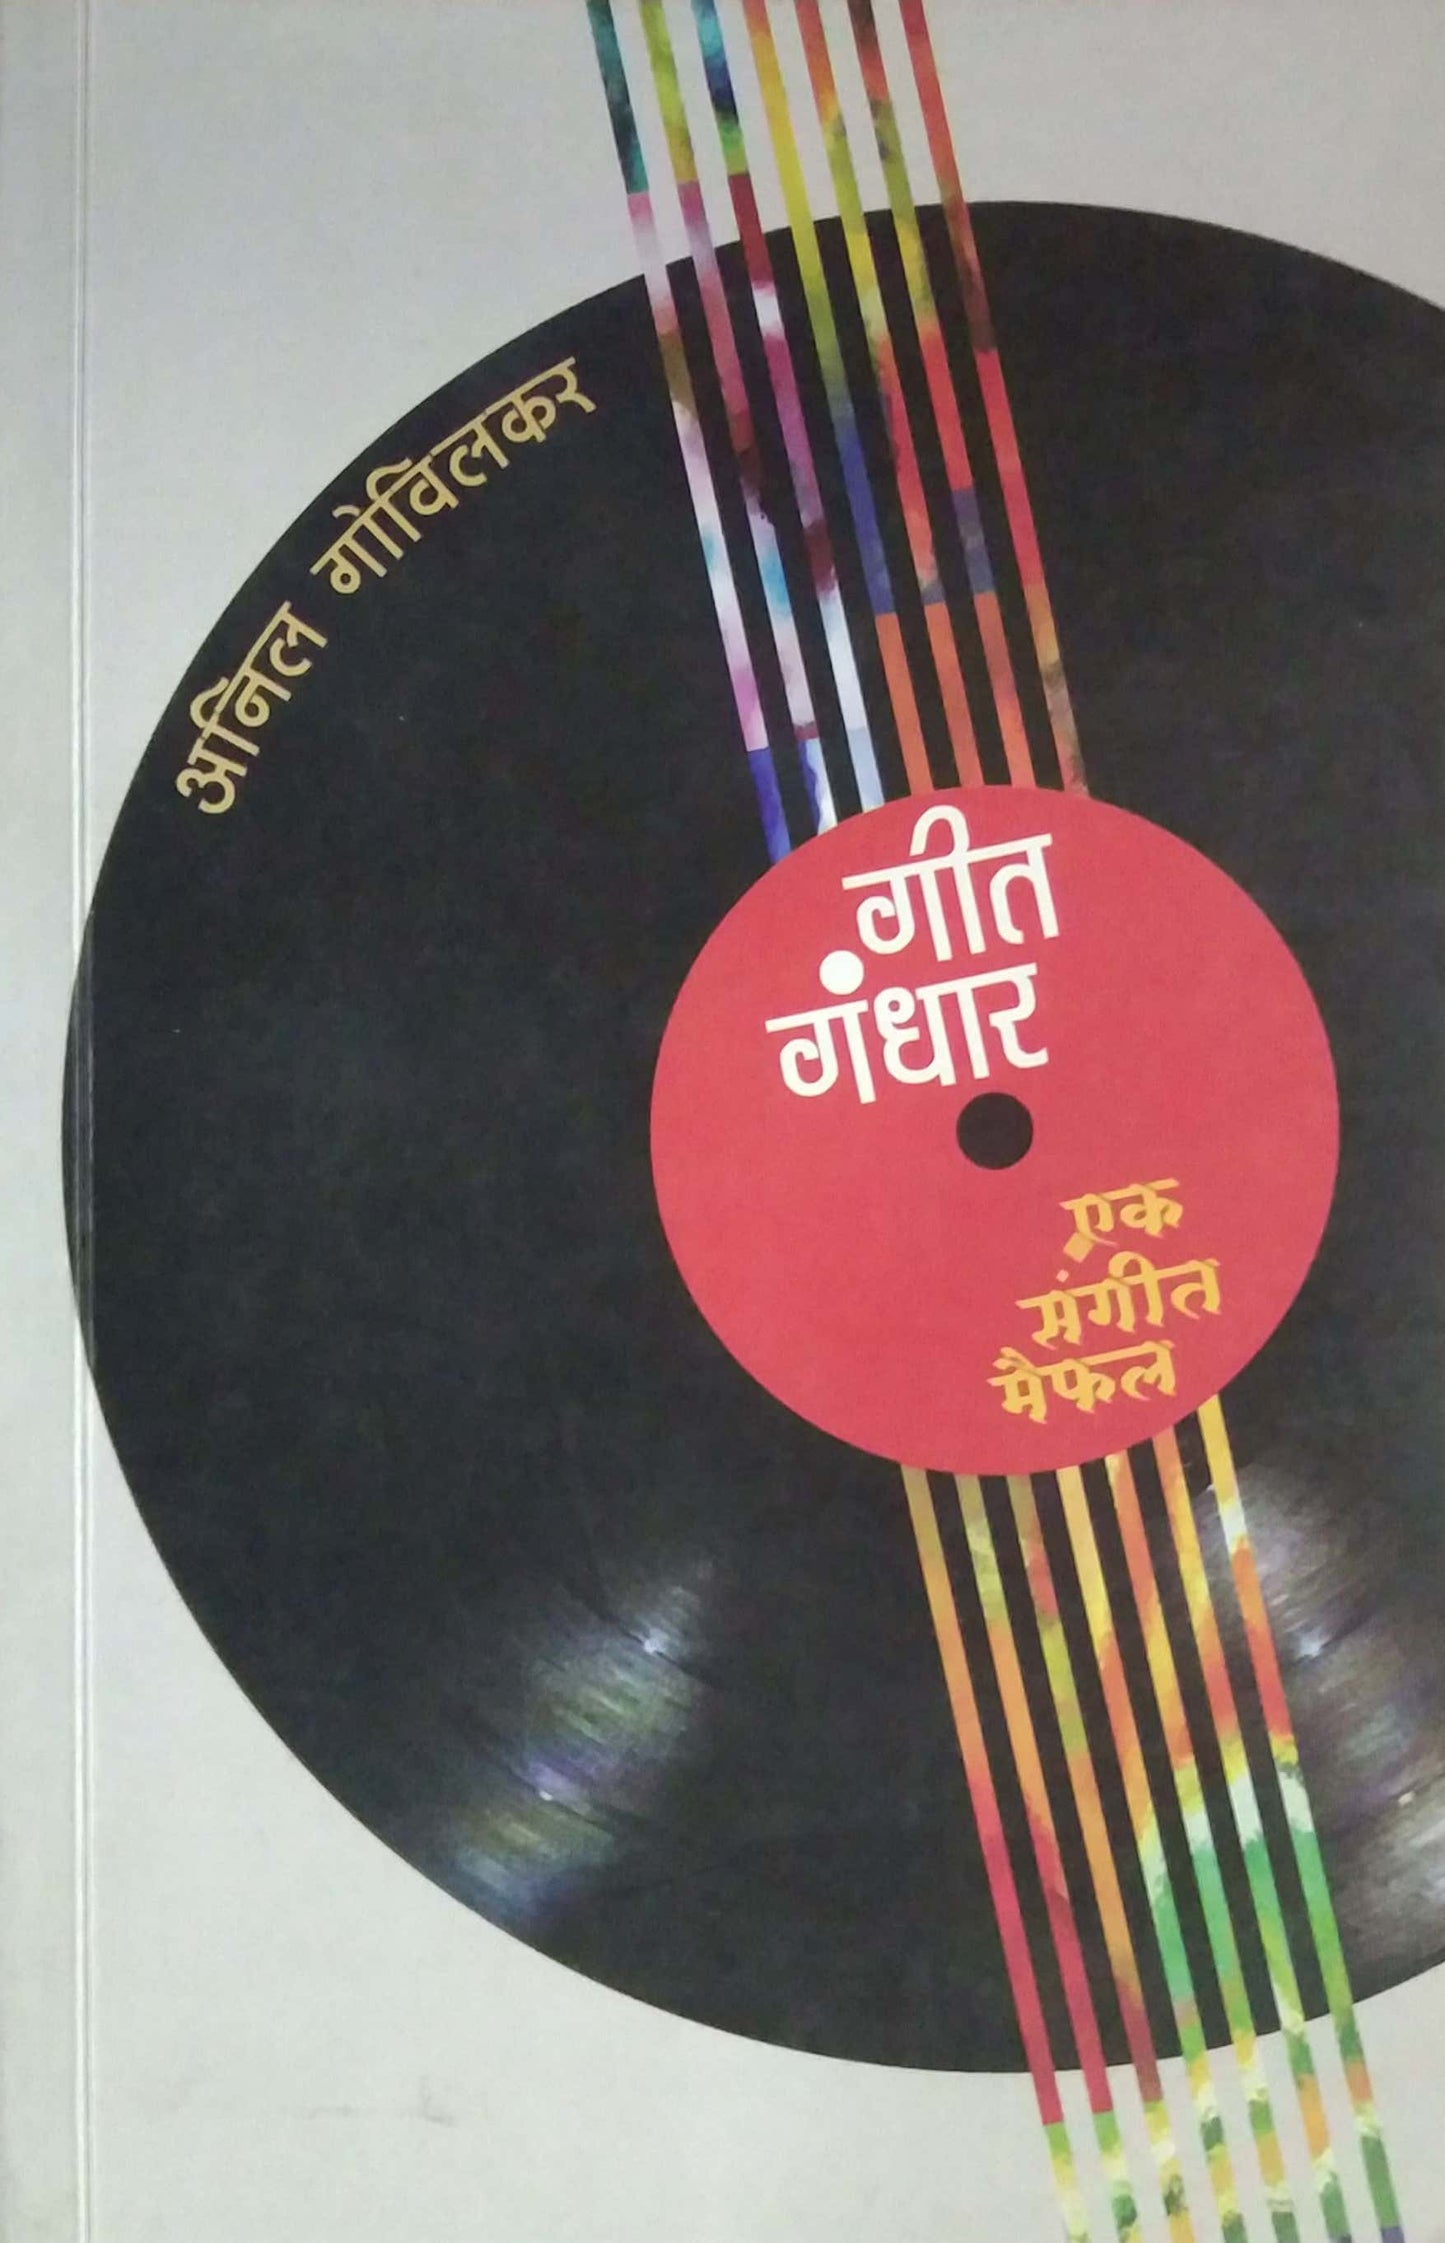 अनिल गोविलकर
गीत
गंधार
एक
संगीत
मैफल